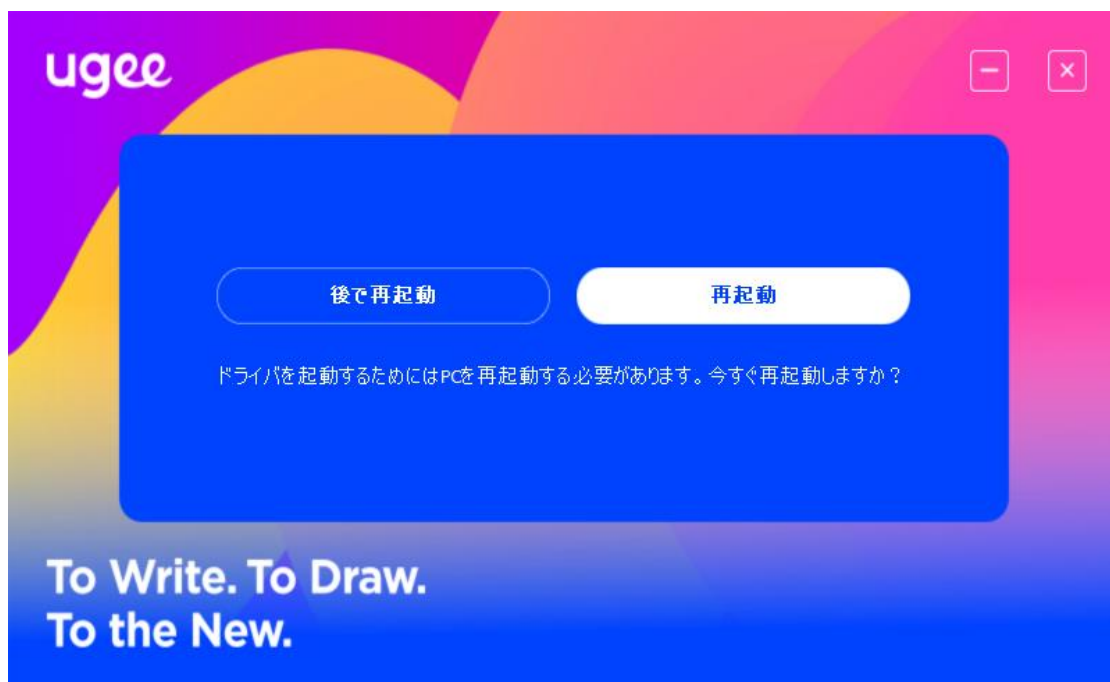 ugee
後で再起動
再起動
ドライバを起動するためにはPCを再起動する必要があります。今すぐ再起動しますか？
To Write. To Draw.
To the New.